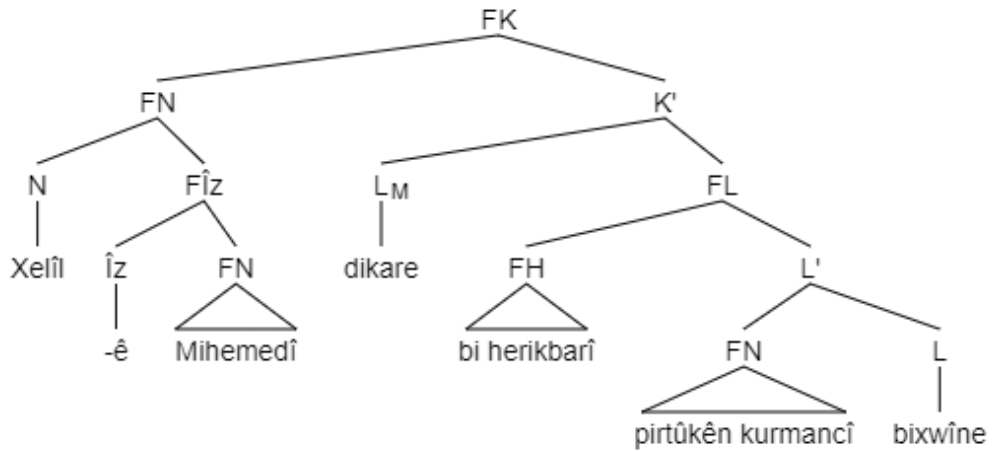 FK
FN K'
N FÎz LM FL
Xelîl Îz FN dikare FH L'
-ê Mihemedî bi herikbarî FN L
pirtûkên kurmancî bixwîne